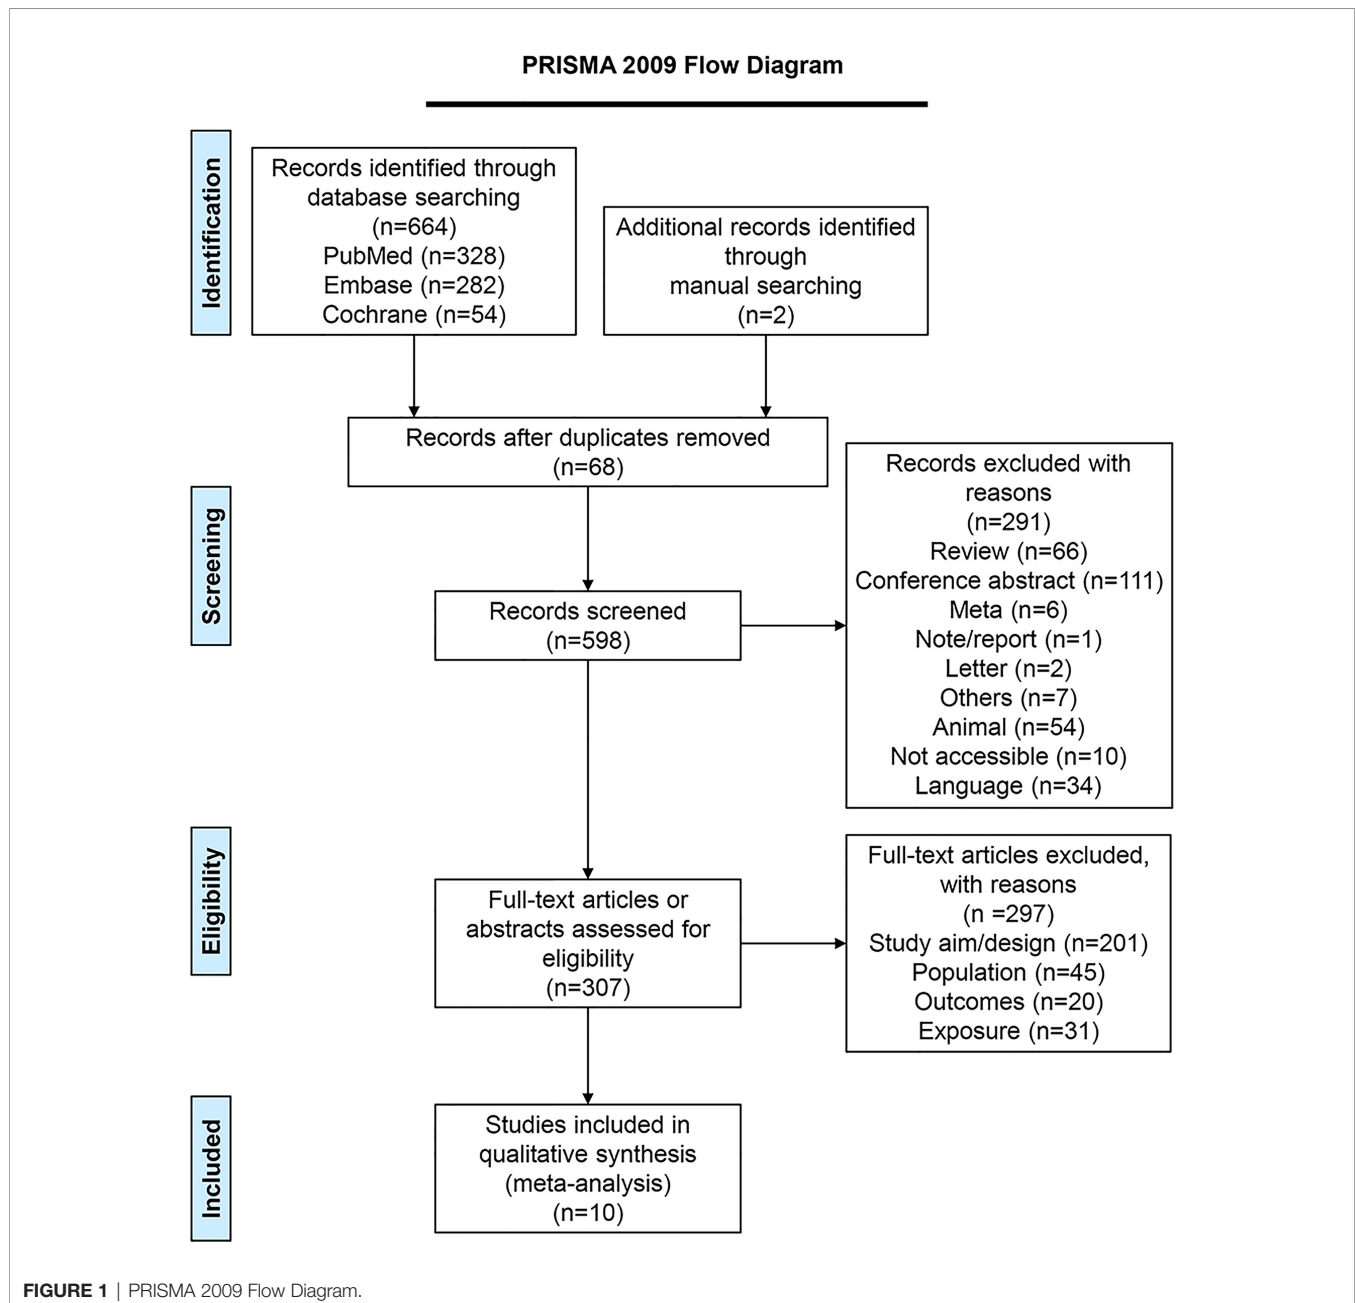 PRISMA 2009 Flow Diagram
Identification
Records identified through
database searching
(n=664)
PubMed (n=328)
Embase (n=282)
Cochrane (n=54)
Additional records identified
through
manual searching
(n=2)
Records after duplicates removed
(n=68)
Screening
Records screened
(n=598)
Records excluded with
reasons
(n=291)
Review (n=66)
Conference abstract (n=111)
Meta (n=6)
Note/report (n=1)
Letter (n=2)
Others (n=7)
Animal (n=54)
Not accessible (n=10)
Language (n=34)
Eligibility
Full-text articles or
abstracts assessed for
eligibility
(n=307)
Full-text articles excluded,
with reasons
(n =297)
Study aim/design (n=201)
Population (n=45)
Outcomes (n=20)
Exposure (n=31)
Included
Studies included in
qualitative synthesis
(meta-analysis)
(n=10)
FIGURE 1 | PRISMA 2009 Flow Diagram.